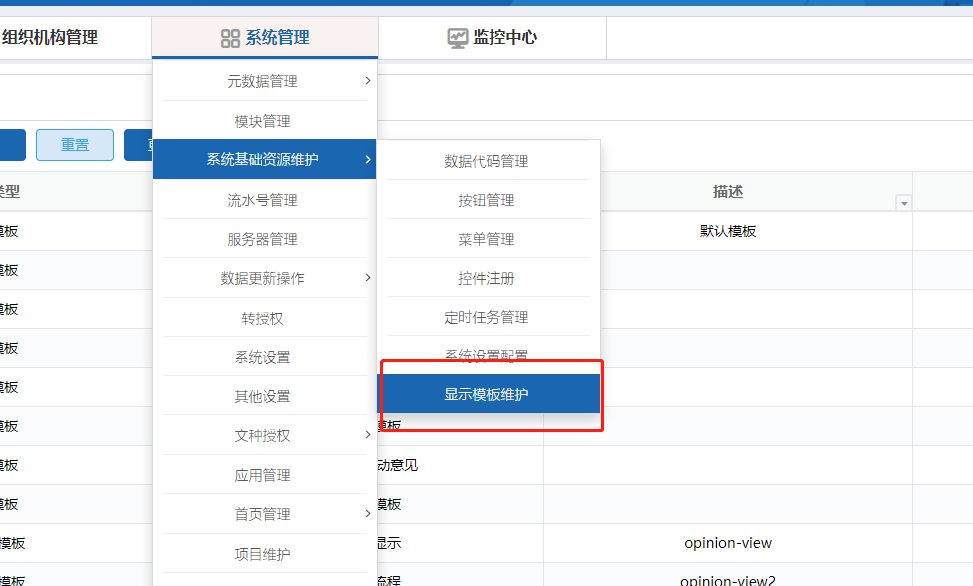 组织机构管理
系统管理
监控中心
元数据管理
模块管理
重置
系统基础资源维护
数据代码管理
类型
流水号管理
按钮管理
描述
模板
服务器管理
菜单管理
默认模板
模板
数据更新操作
控件注册
模板
转授权
定时任务管理
模板
系统设置
系统设置配置
模板
其他设置
显示模板维护
模板
文种授权
模板
模板
应用管理
动意见
模板
首页管理
模板
模板
项目维护
显示
opinion-view
模板
流程
opinion-view2